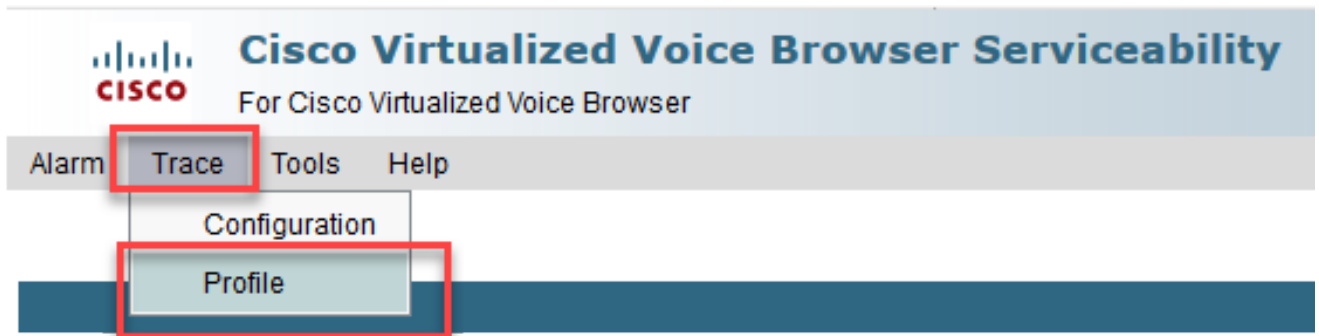 Cisco Virtualized Voice Browser Serviceability
CISCO
For Cisco Virtualized Voice Browser
Alarm Trace Tools Help
Configuration
Profile